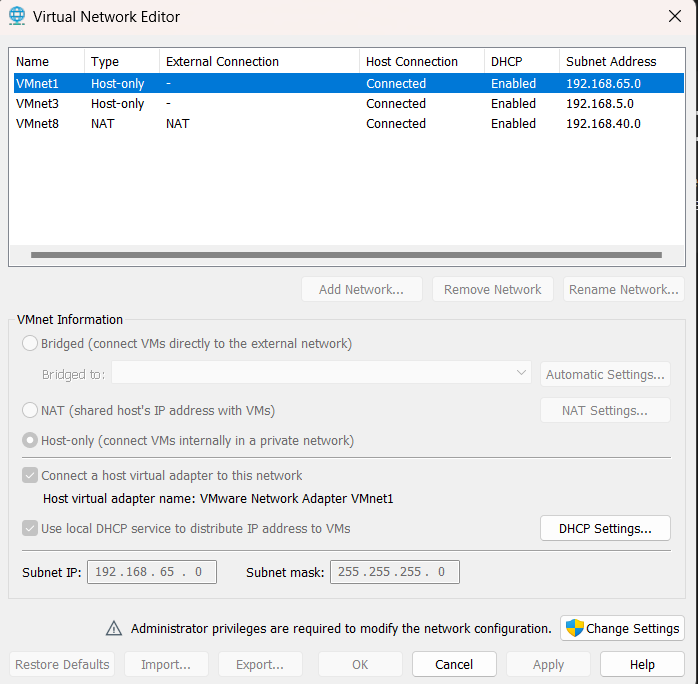 Virtual Network Editor
Name Type External Connection Host Connection DHCP Subnet Address
VMnet1 Host-only - Connected Enabled 192.168.65.0
VMnet3 Host-only - Connected Enabled 192.168.5.0
VMnet8 NAT NAT Connected Enabled 192.168.40.0
Add Network... Remove Network Rename Network...
VMnet Information
Bridged (connect VMs directly to the external network)
Bridged to: Automatic Settings...
NAT (shared host's IP address with VMs) NAT Settings...
Host-only (connect VMs internally in a private network)
Connect a host virtual adapter to this network
Host virtual adapter name: VMware Network Adapter VMnet1
Use local DHCP service to distribute IP address to VMs DHCP Settings...
Subnet IP: 192 . 168 . 65 . 0 Subnet mask: 255 . 255 . 255 . 0
Administrator privileges are required to modify the network configuration. Change Settings
Restore Defaults Import... Export... OK Cancel Apply Help